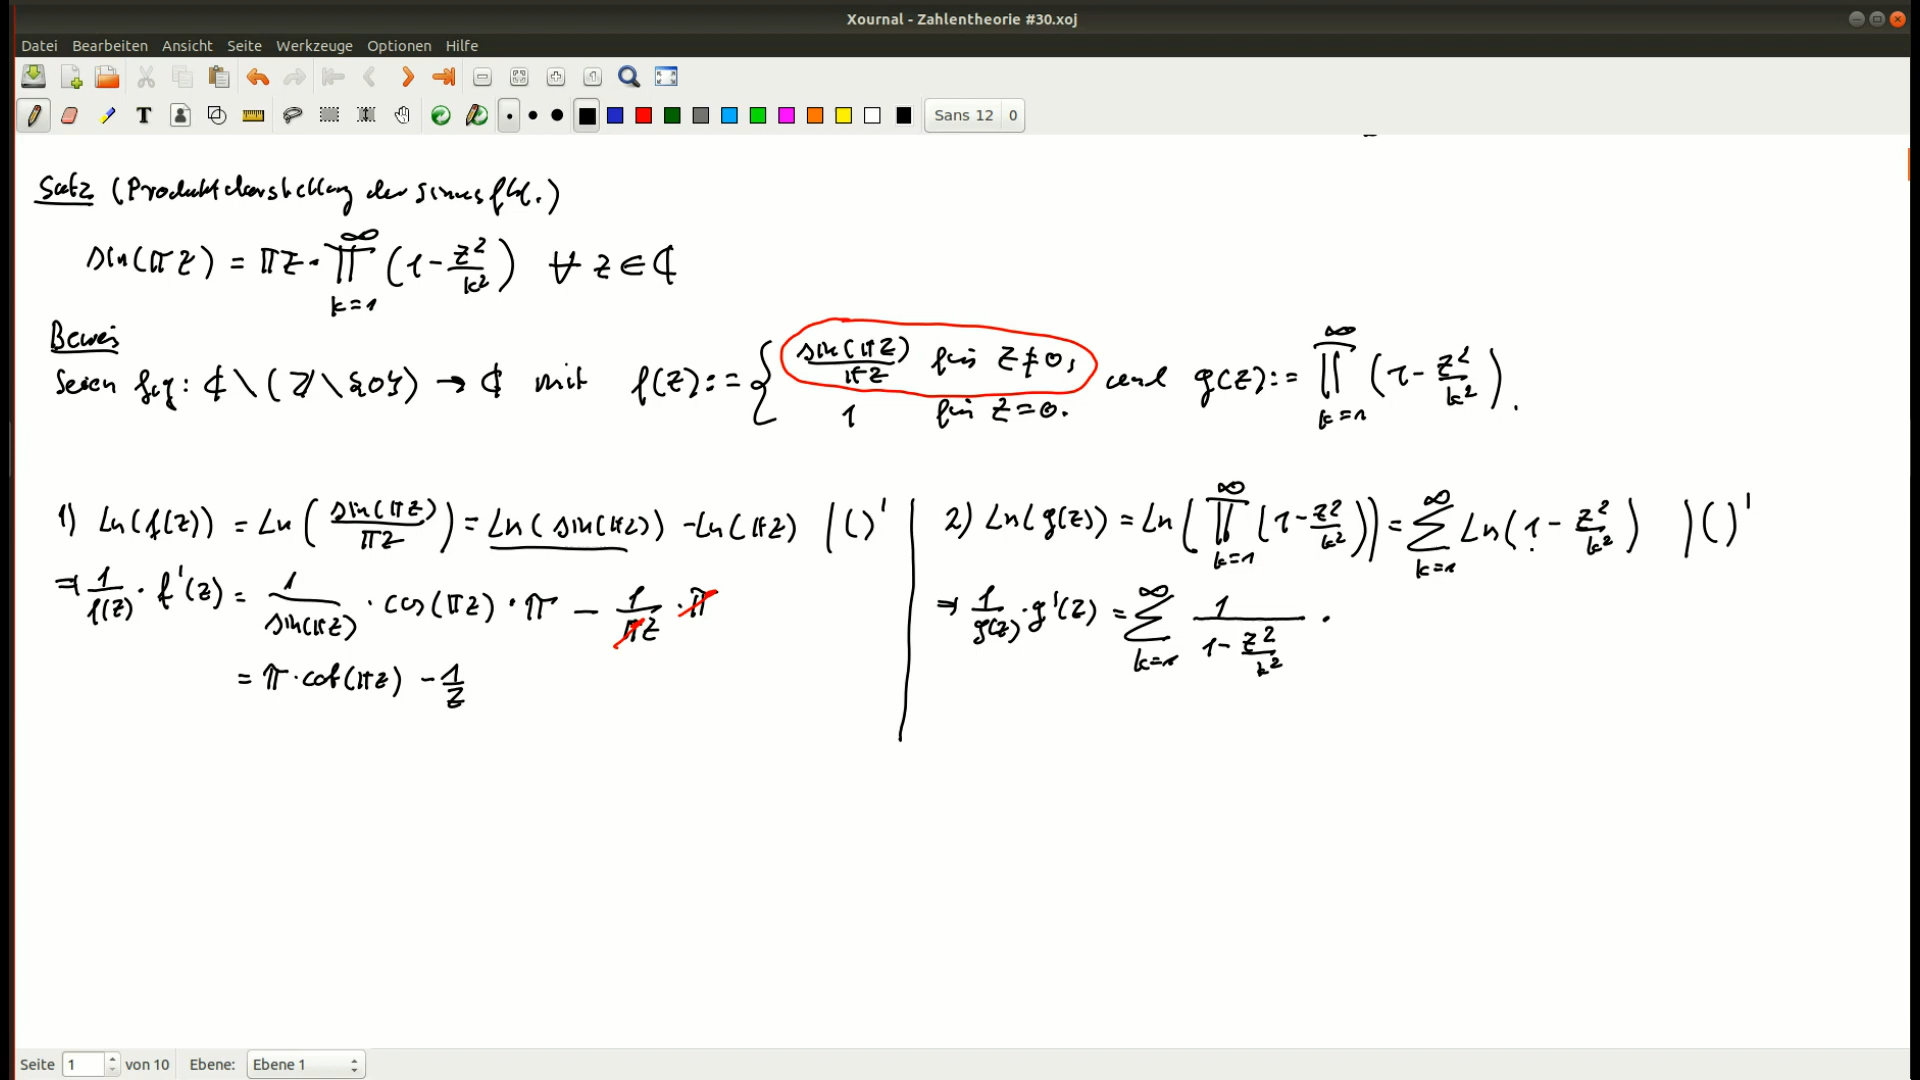 Xournal - Zahlentheorie #30.xoj
Datei Bearbeiten Ansicht Seite Werkzeuge Optionen Hilfe
Sans 12 0
Satz (Produktdarstellung der Sinusfkt.)
sin(πz) = πz · ∏_{k=1}^{∞} (1 - z²/k²) ∀ z ∈ ℂ
Beweis
Seien f,g: ℂ \ (ℤ \ {0}) → ℂ mit f(z) := { sin(πz)/(πz) für z ≠ 0, 1 für z = 0. und g(z) := ∏_{k=1}^{∞} (1 - z²/k²).
1) Ln(f(z)) = Ln( sin(πz)/(πz) ) = Ln( sin(πz)) - Ln(πz) | ( )'
⇒ 1/f(z) · f'(z) = 1/sin(πz) · cos(πz) · π - 1/(πz) · π
= π · cot(πz) - 1/z
2) Ln(g(z)) = Ln( ∏_{k=1}^{∞} (1 - z²/k²) ) = ∑_{k=1}^{∞} Ln(1 - z²/k²) | ( )'
⇒ 1/g(z) · g'(z) = ∑_{k=1}^{∞} 1/(1 - z²/k²) ·
Seite 1 von 10 Ebene: Ebene 1